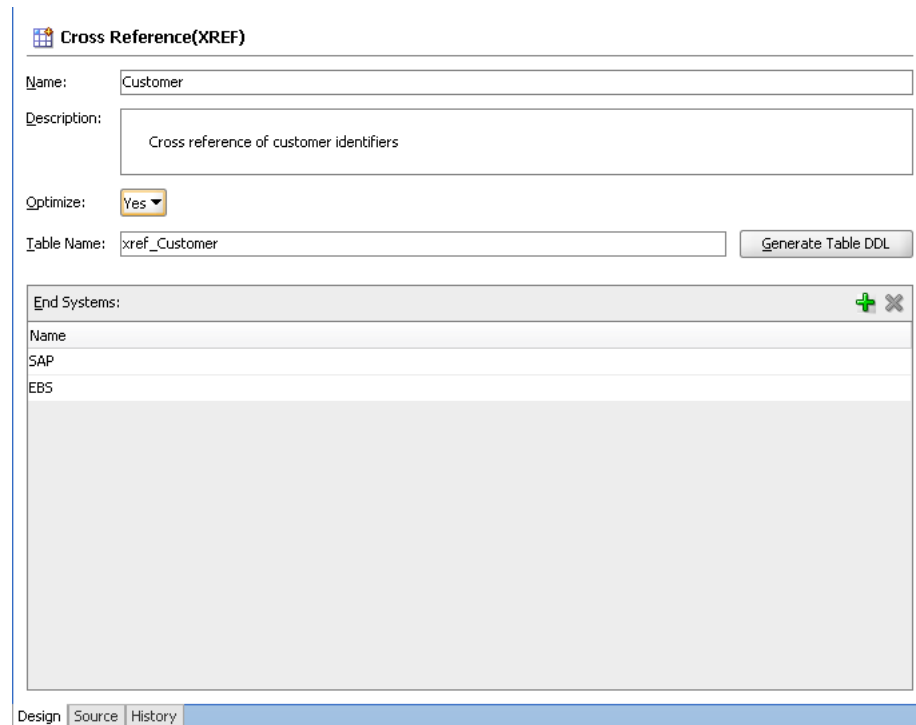 Cross Reference(XREF)
Name: Customer
Description: Cross reference of customer identifiers
Optimize: Yes
Table Name: xref_Customer Generate Table DDL
End Systems:
Name
SAP
EBS
Design Source History